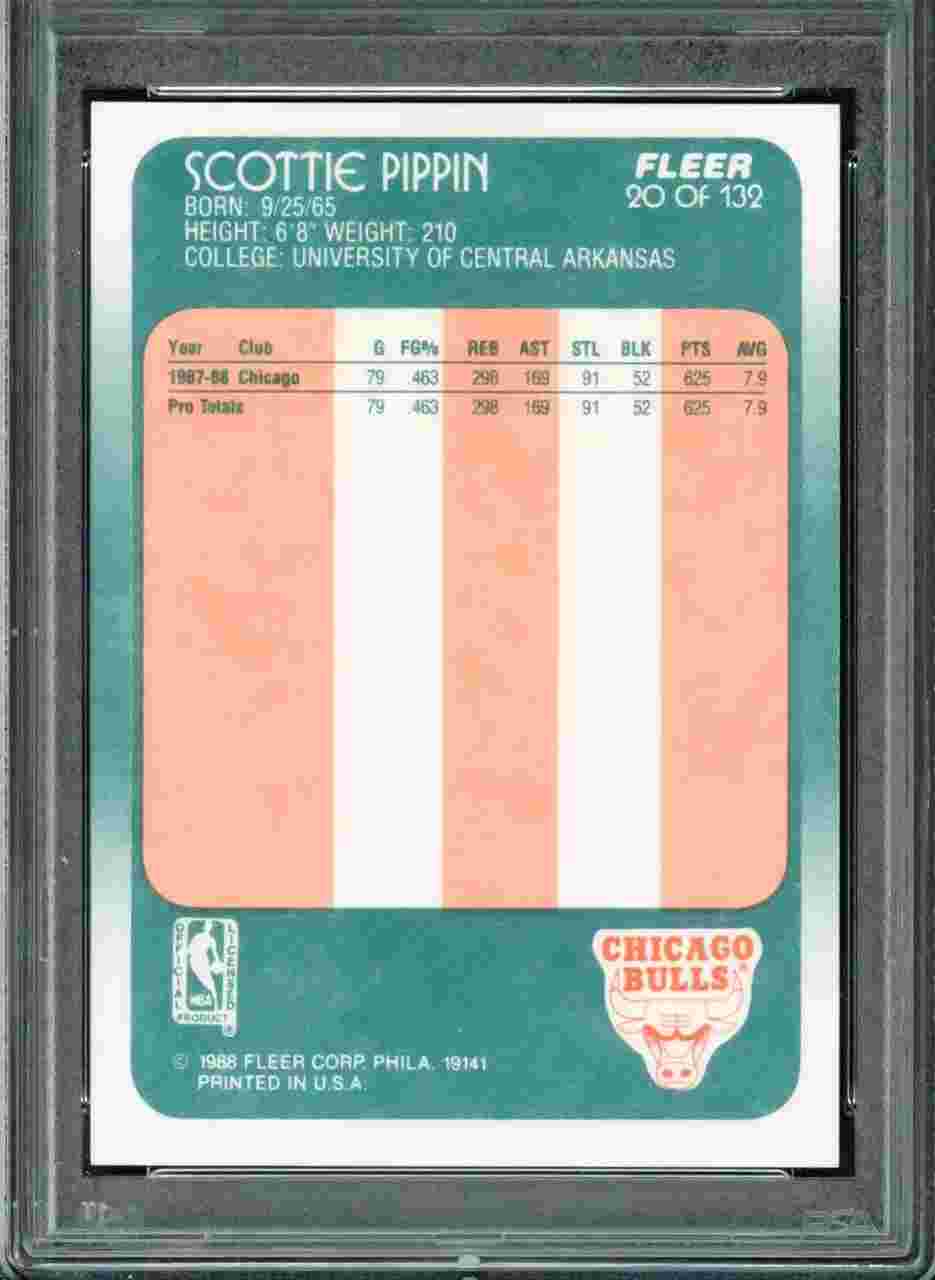 SCOTTIE PIPPIN
FLEER
20 OF 132
BORN: 9/25/65
HEIGHT: 6'8" WEIGHT: 210
COLLEGE: UNIVERSITY OF CENTRAL ARKANSAS
Year Club G FG% REB AST STL BLK PTS AVG
1987-88 Chicago 79 .463 298 169 91 52 625 7.9
Pro Totals 79 .463 298 169 91 52 625 7.9
OFFICIAL LICENSED
NBA
PRODUCT
®
CHICAGO
BULLS®
© 1988 FLEER CORP. PHILA. 19141
PRINTED IN U.S.A.
PSA